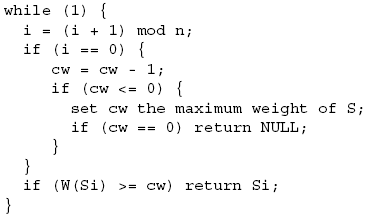 while (1) {
  i = (i + 1) mod n;
  if (i == 0) {
     cw = cw - 1;
     if (cw <= 0) {
       set cw the maximum weight of S;
       if (cw == 0) return NULL;
     }
  }
  if (W(Si) >= cw) return Si;
}